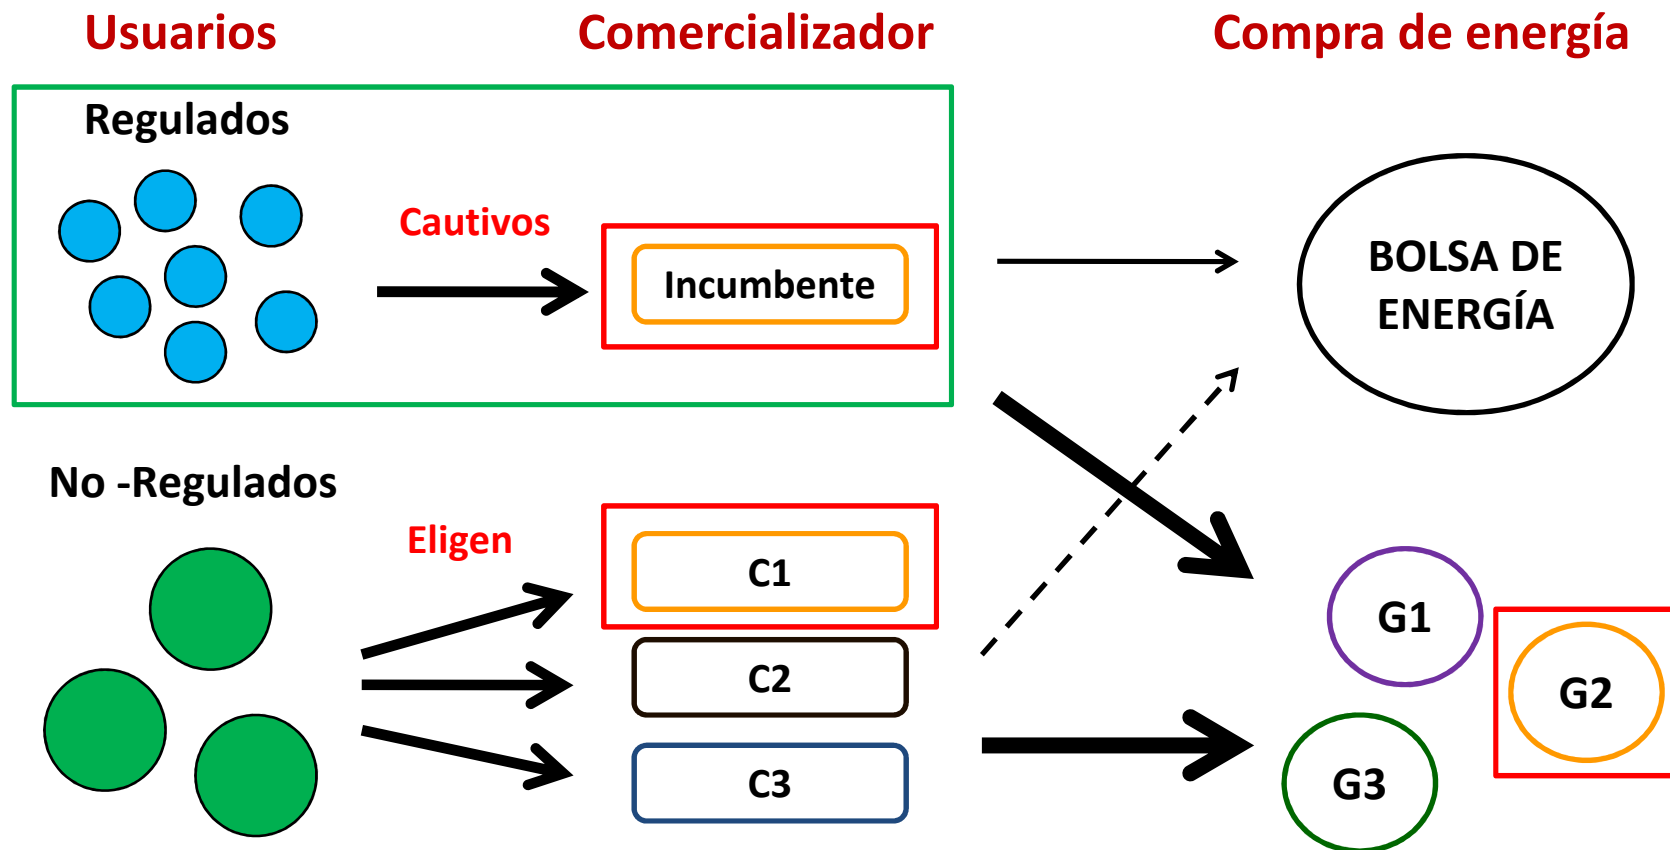 Usuarios
Comercializador
Compra de energía
Regulados
Cautivos
Incumbente
BOLSA DE
ENERGÍA
No -Regulados
Eligen
C1
C2
C3
G1
G2
G3